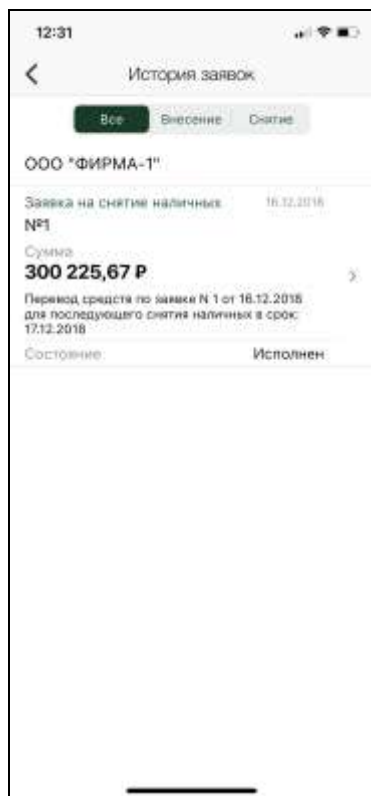 12:31
История заявок
Все Внесение Снятие
ООО "ФИРМА-1"
Заявка на снятие наличных 16.12.2018
№1
Сумма
300 225,67 ₽
Перевод средств по заявке N 1 от 16.12.2018
для последующего снятия наличных в срок:
17.12.2018
Состояние Исполнен